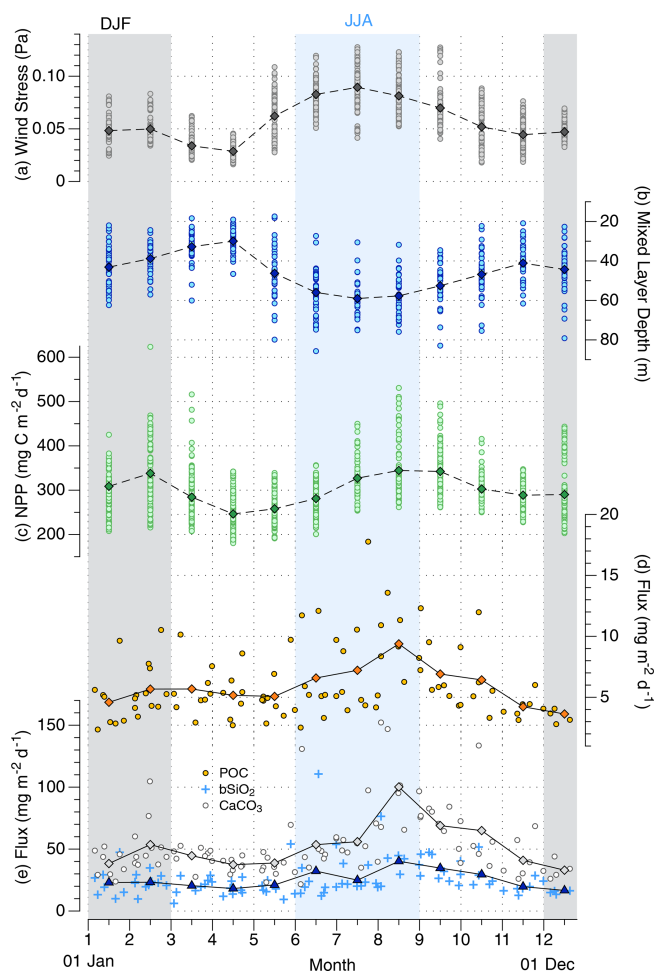 DJF
JJA
(a) Wind Stress (Pa)
0.10
0.05
0
(b) Mixed Layer Depth (m)
20
40
60
80
(c) NPP (mg C m⁻² d⁻¹)
600
500
400
300
200
(d) Flux (mg m⁻² d⁻¹)
20
15
10
5
(e) Flux (mg m⁻² d⁻¹)
150
100
50
0
POC
bSiO₂
CaCO₃
1 2 3 4 5 6 7 8 9 10 11 12
01 Jan Month 01 Dec